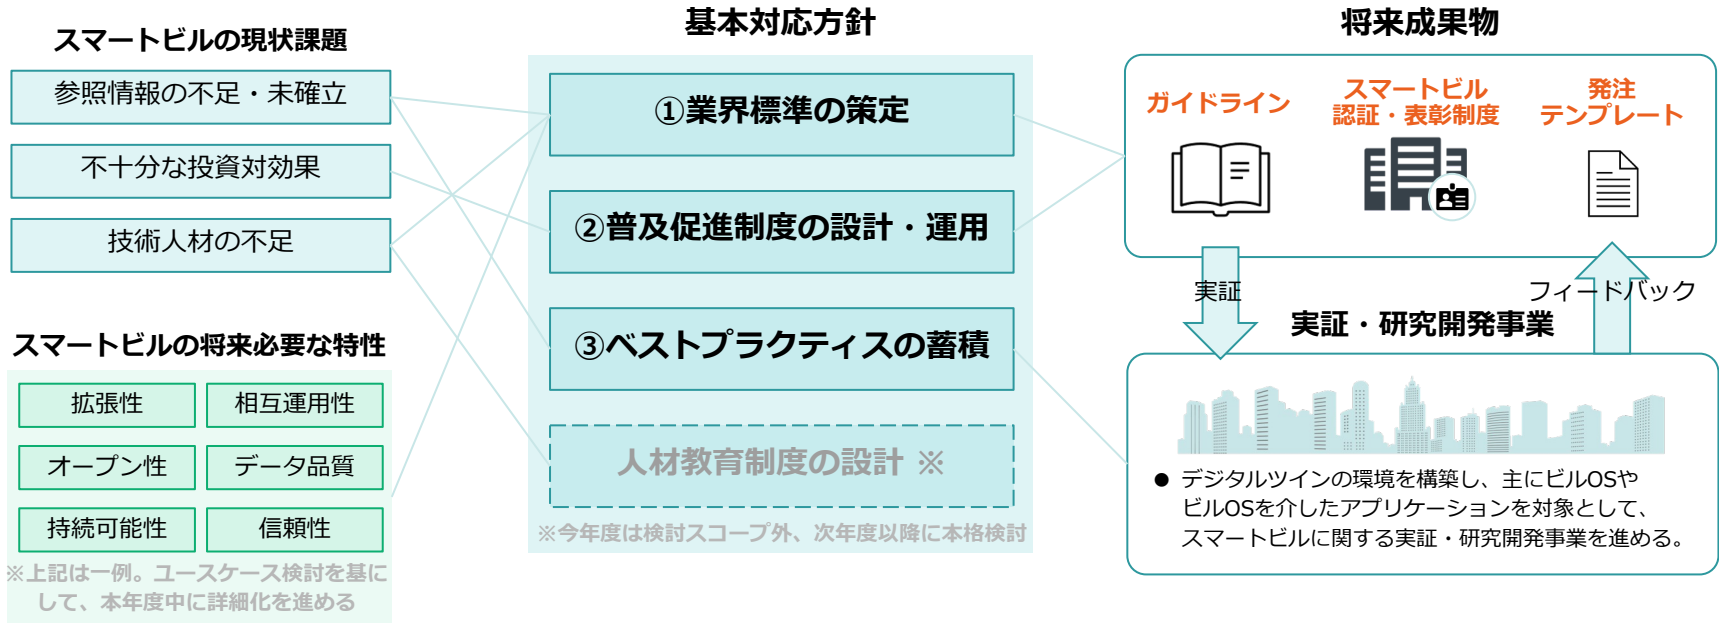 スマートビルの現状課題
参照情報の不足・未確立
不十分な投資対効果
技術人材の不足
スマートビルの将来必要な特性
拡張性
相互運用性
オープン性
データ品質
持続可能性
信頼性
※上記は一例。ユースケース検討を基に
して、本年度中に詳細化を進める
基本対応方針
①業界標準の策定
②普及促進制度の設計・運用
③ベストプラクティスの蓄積
人材教育制度の設計 ※
※今年度は検討スコープ外、次年度以降に本格検討
将来成果物
ガイドライン
スマートビル
認証・表彰制度
発注
テンプレート
実証
フィードバック
実証・研究開発事業
● デジタルツインの環境を構築し、主にビルOSや
ビルOSを介したアプリケーションを対象として、
スマートビルに関する実証・研究開発事業を進める。